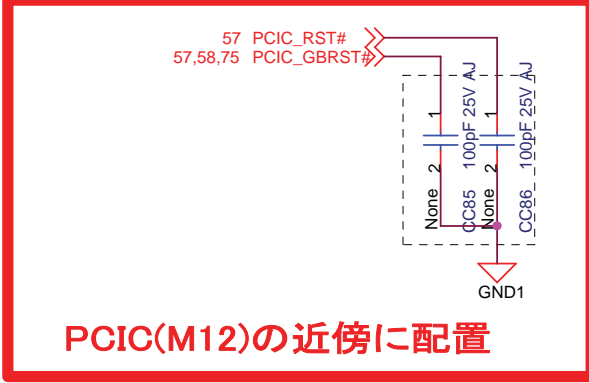 57 PCIC_RST#
57,58,75 PCIC_GBRST#
1
1
2
2
None
None
CC85 100pF 25V AJ
CC86 100pF 25V AJ
GND1
PCIC(M12)の近傍に配置